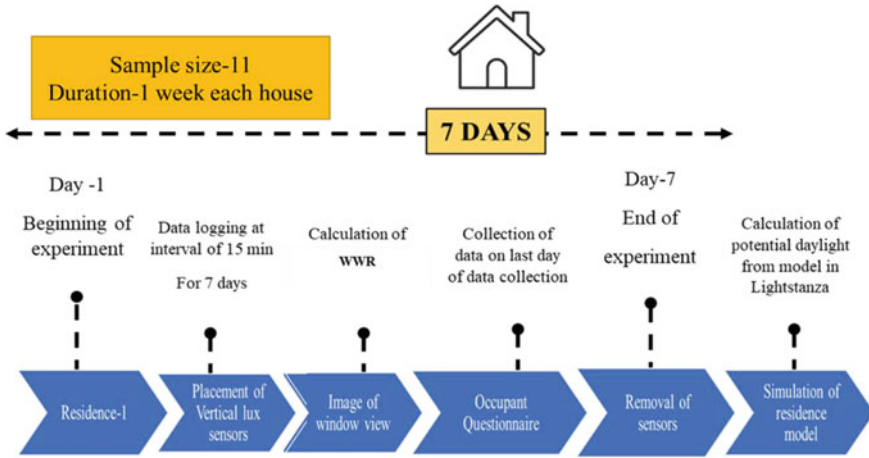 Sample size-11
Duration-1 week each house
7 DAYS
Day -1
Beginning of
experiment
Data logging at
interval of 15 min
For 7 days
Calculation of
WWR
Collection of
data on last day
of data collection
Day-7
End of
experiment
Calculation of
potential daylight
from model in
Lightstanza
Residence-1
Placement of
Vertical lux
sensors
Image of
window view
Occupant
Questionnaire
Removal of
sensors
Simulation of
residence
model